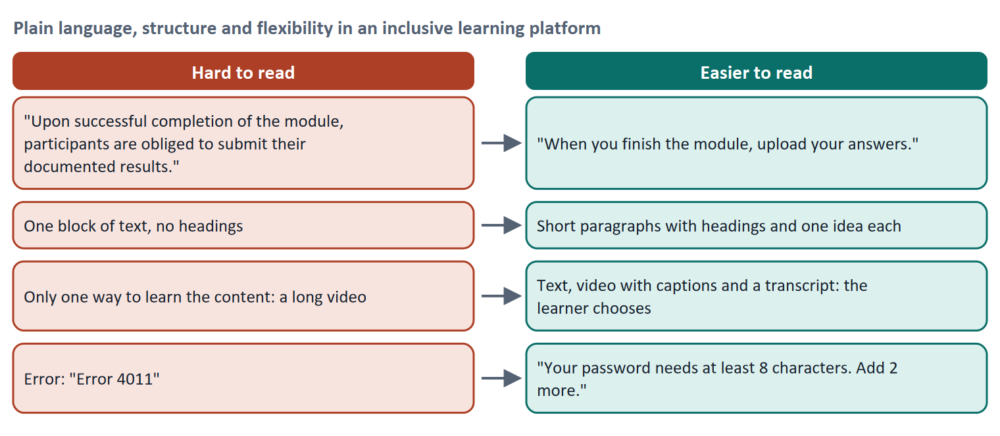 Plain language, structure and flexibility in an inclusive learning platform
Hard to read
Easier to read
"Upon successful completion of the module,
participants are obliged to submit their
documented results."
"When you finish the module, upload your answers."
One block of text, no headings
Short paragraphs with headings and one idea each
Only one way to learn the content: a long video
Text, video with captions and a transcript: the
learner chooses
Error: "Error 4011"
"Your password needs at least 8 characters. Add 2
more."